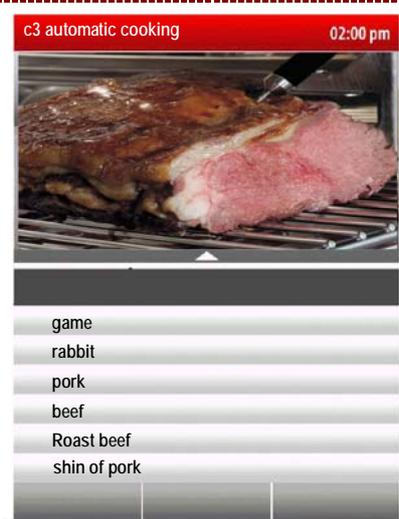 c3 automatic cooking
02:00 pm
game
rabbit
pork
beef
Roast beef
shin of pork